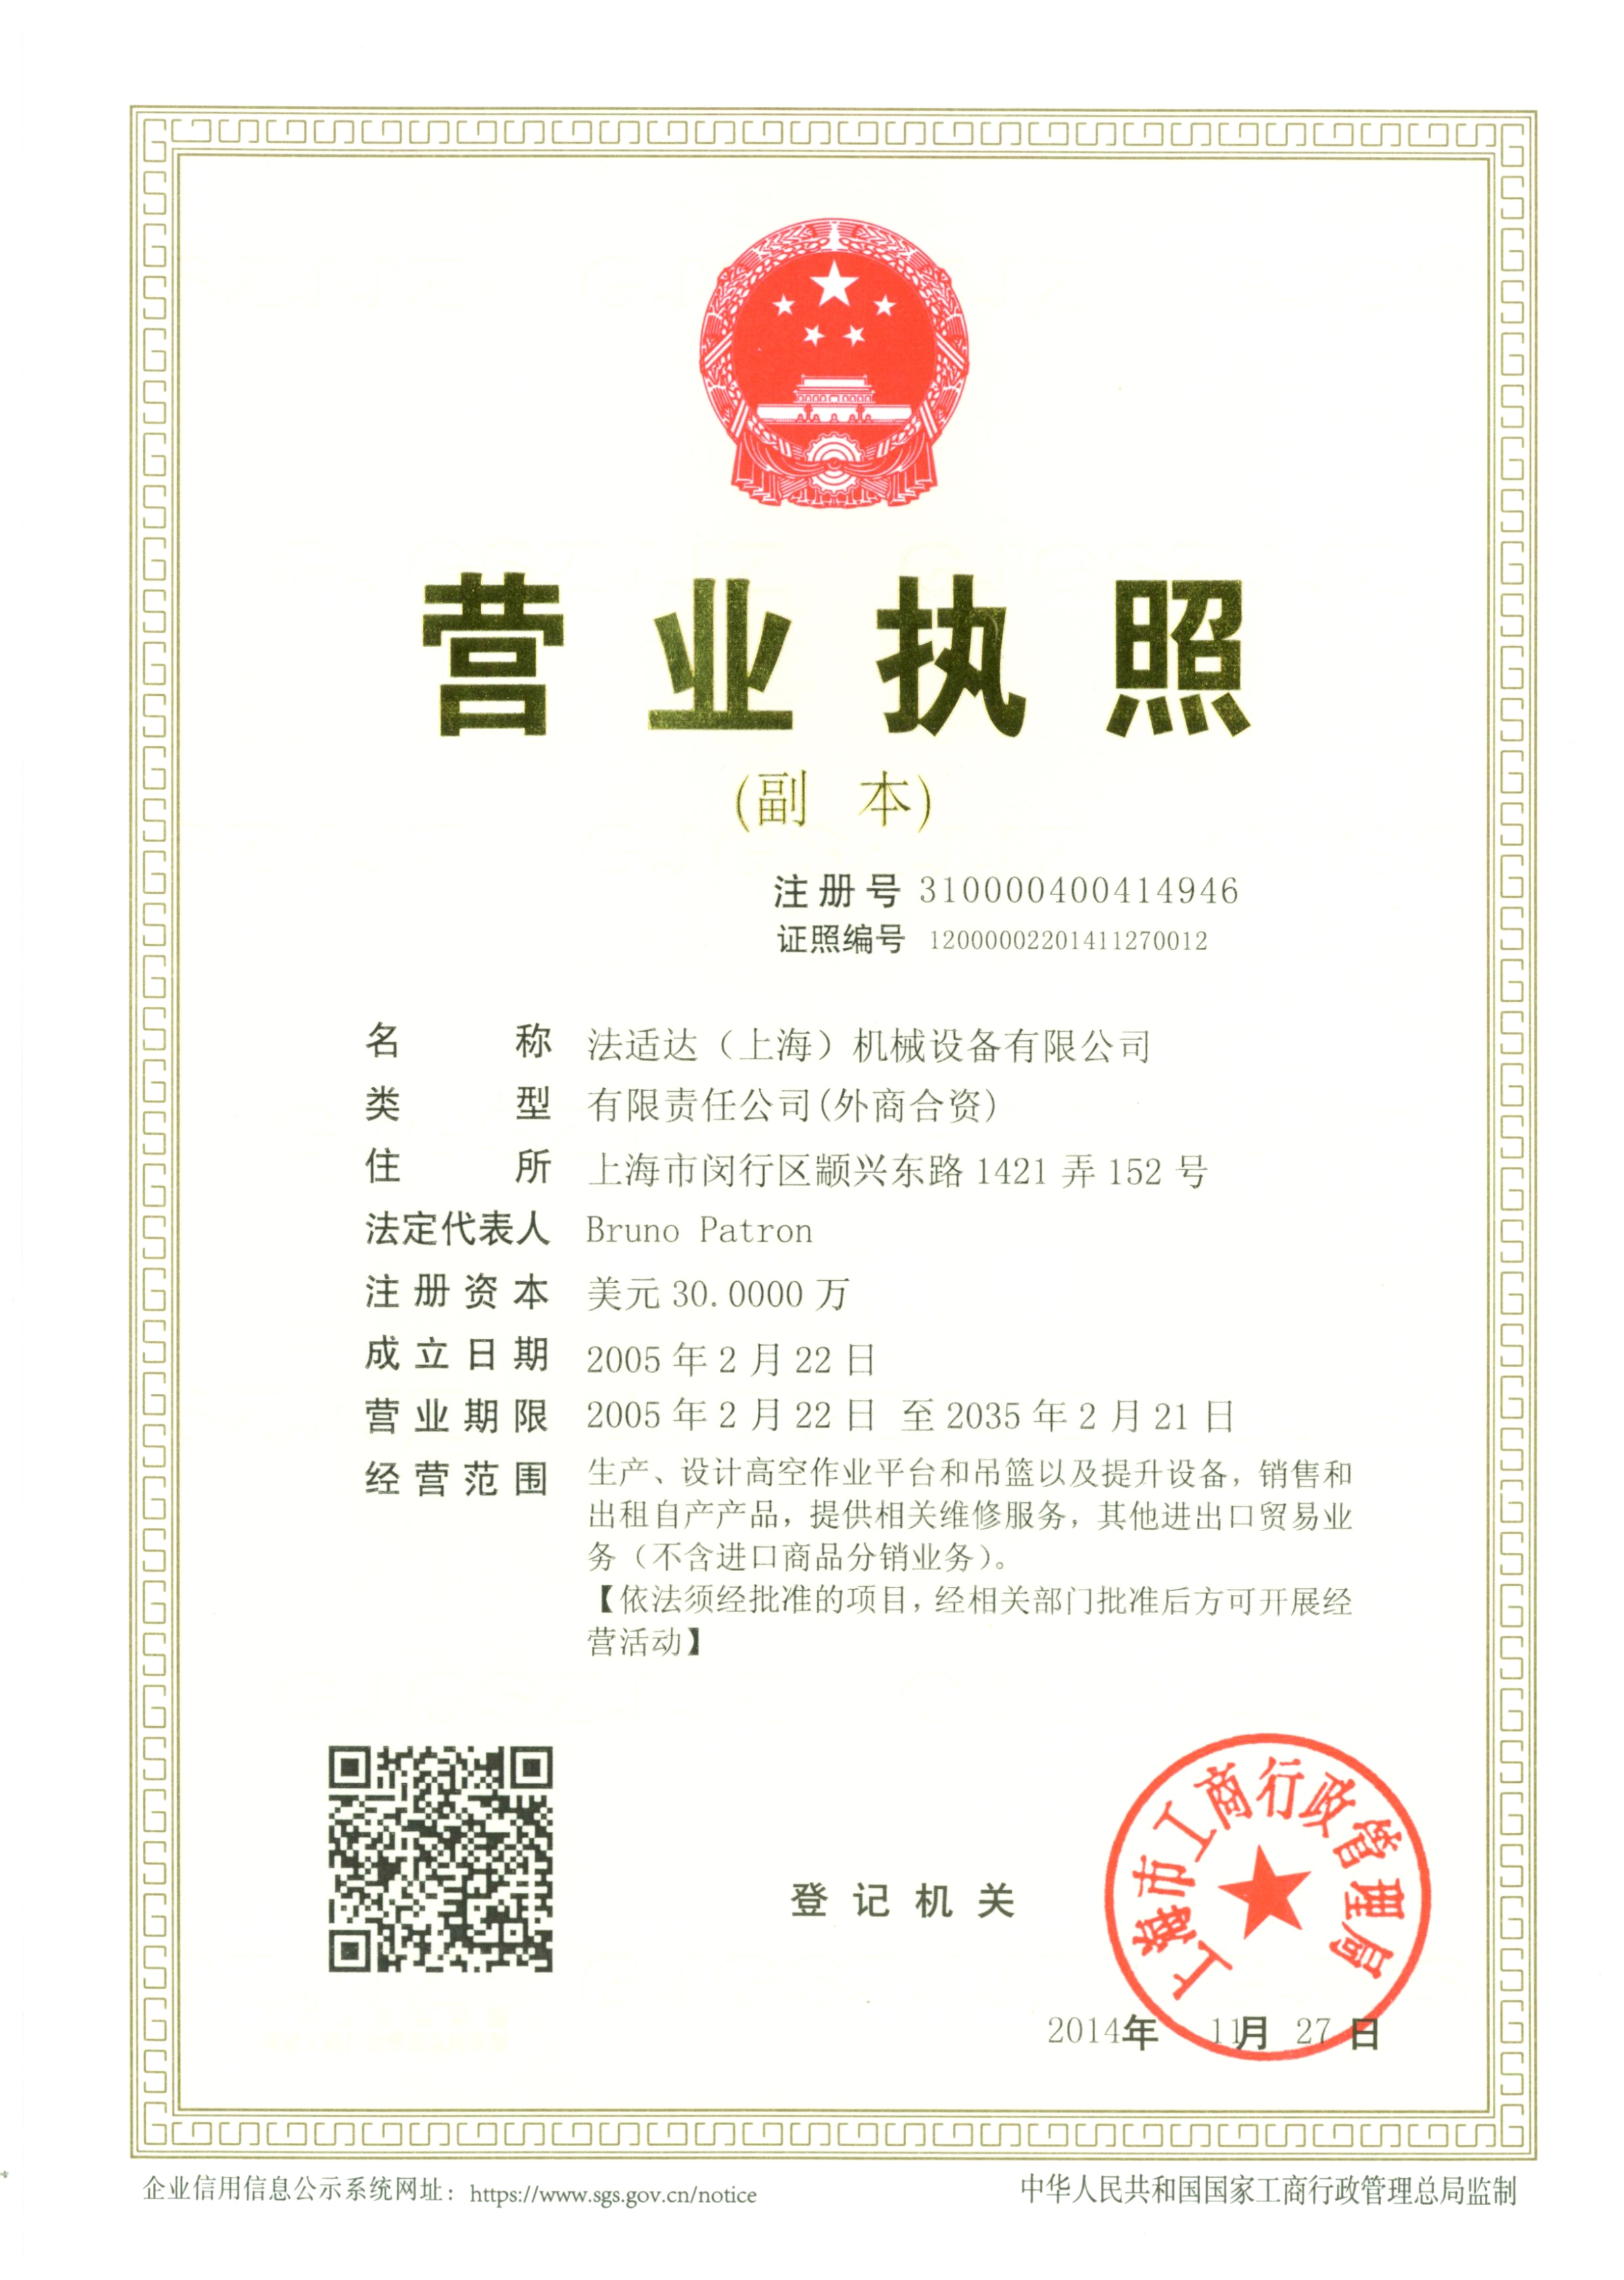 营业执照
(副 本)
注册号 310000400414946
证照编号 12000002201411270012
名 称 法适达（上海）机械设备有限公司
类 型 有限责任公司(外商合资)
住 所 上海市闵行区颛兴东路 1421 弄 152 号
法定代表人 Bruno Patron
注册资本 美元 30.0000 万
成立日期 2005 年 2 月 22 日
营业期限 2005 年 2 月 22 日 至 2035 年 2 月 21 日
经营范围 生产、设计高空作业平台和吊篮以及提升设备，销售和
出租自产产品，提供相关维修服务，其他进出口贸易业
务（不含进口商品分销业务）。
【依法须经批准的项目，经相关部门批准后方可开展经
营活动】
上海市工商行政管理局
登记机关
2014年 11月 27 日
企业信用信息公示系统网址：https://www.sgs.gov.cn/notice
中华人民共和国国家工商行政管理总局监制